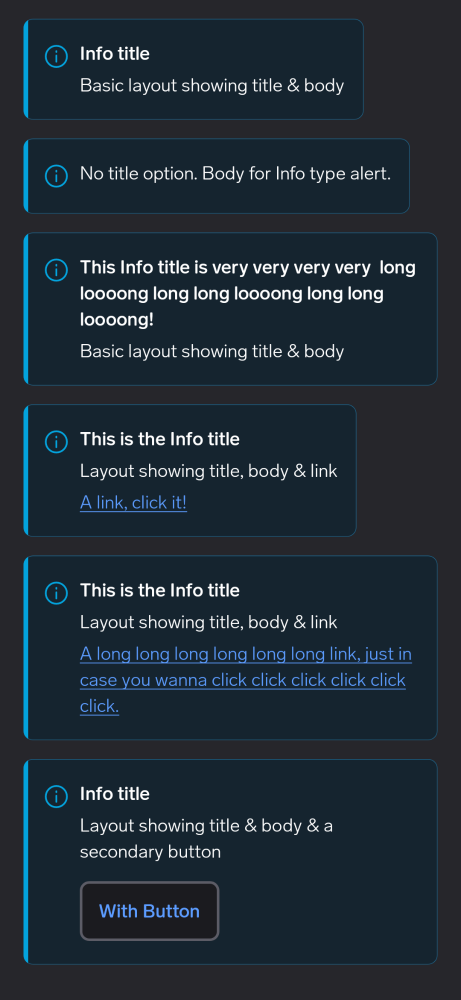 Info title
Basic layout showing title & body
No title option. Body for Info type alert.
This Info title is very very very very  long
loooong long long loooong long long
loooong!
Basic layout showing title & body
This is the Info title
Layout showing title, body & link
A link, click it!
This is the Info title
Layout showing title, body & link
A long long long long long long link, just in
case you wanna click click click click click
click.
Info title
Layout showing title & body & a
secondary button
With Button